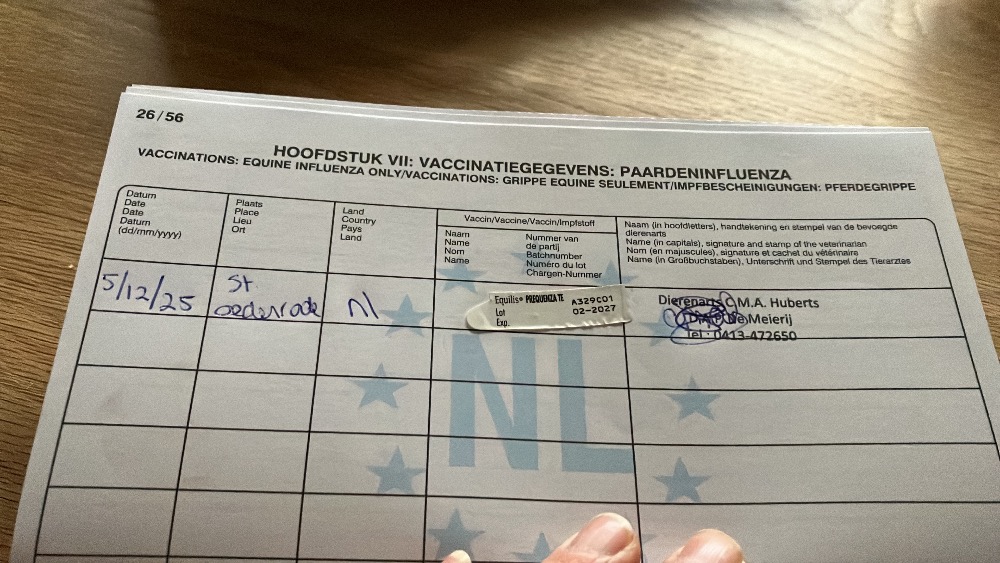 26/56
HOOFDSTUK VII: VACCINATIEGEGEVENS: PAARDENINFLUENZA
VACCINATIONS: EQUINE INFLUENZA ONLY/VACCINATIONS: GRIPPE EQUINE SEULEMENT/IMPFBESCHEINIGUNGEN: PFERDEGRIPPE
Datum
Date
Date
Datum
(dd/mm/yyyy)
Plaats
Place
Lieu
Ort
Land
Country
Pays
Land
Vaccin/Vaccine/Vaccin/Impfstoff
Naam
Name
Nom
Name
Nummer van
de partij
Batchnumber
Numéro du lot
Chargen-Nummer
Naam (in hoofdletters), handtekening en stempel van de bevoegde
dierenarts
Name (in capitals), signature and stamp of the veterinarian
Nom (en majuscules), signature et cachet du vétérinaire
Name (in Großbuchstaben), Unterschrift und Stempel des Tierarztes
5/12/25
St
oedenrode
nl
Equilis® PREQUENZA TE
Lot A329C01
Exp. 02-2027
Dierenarts C.M.A. Huberts
De Meierij
Tel.: 0413-472650
NL